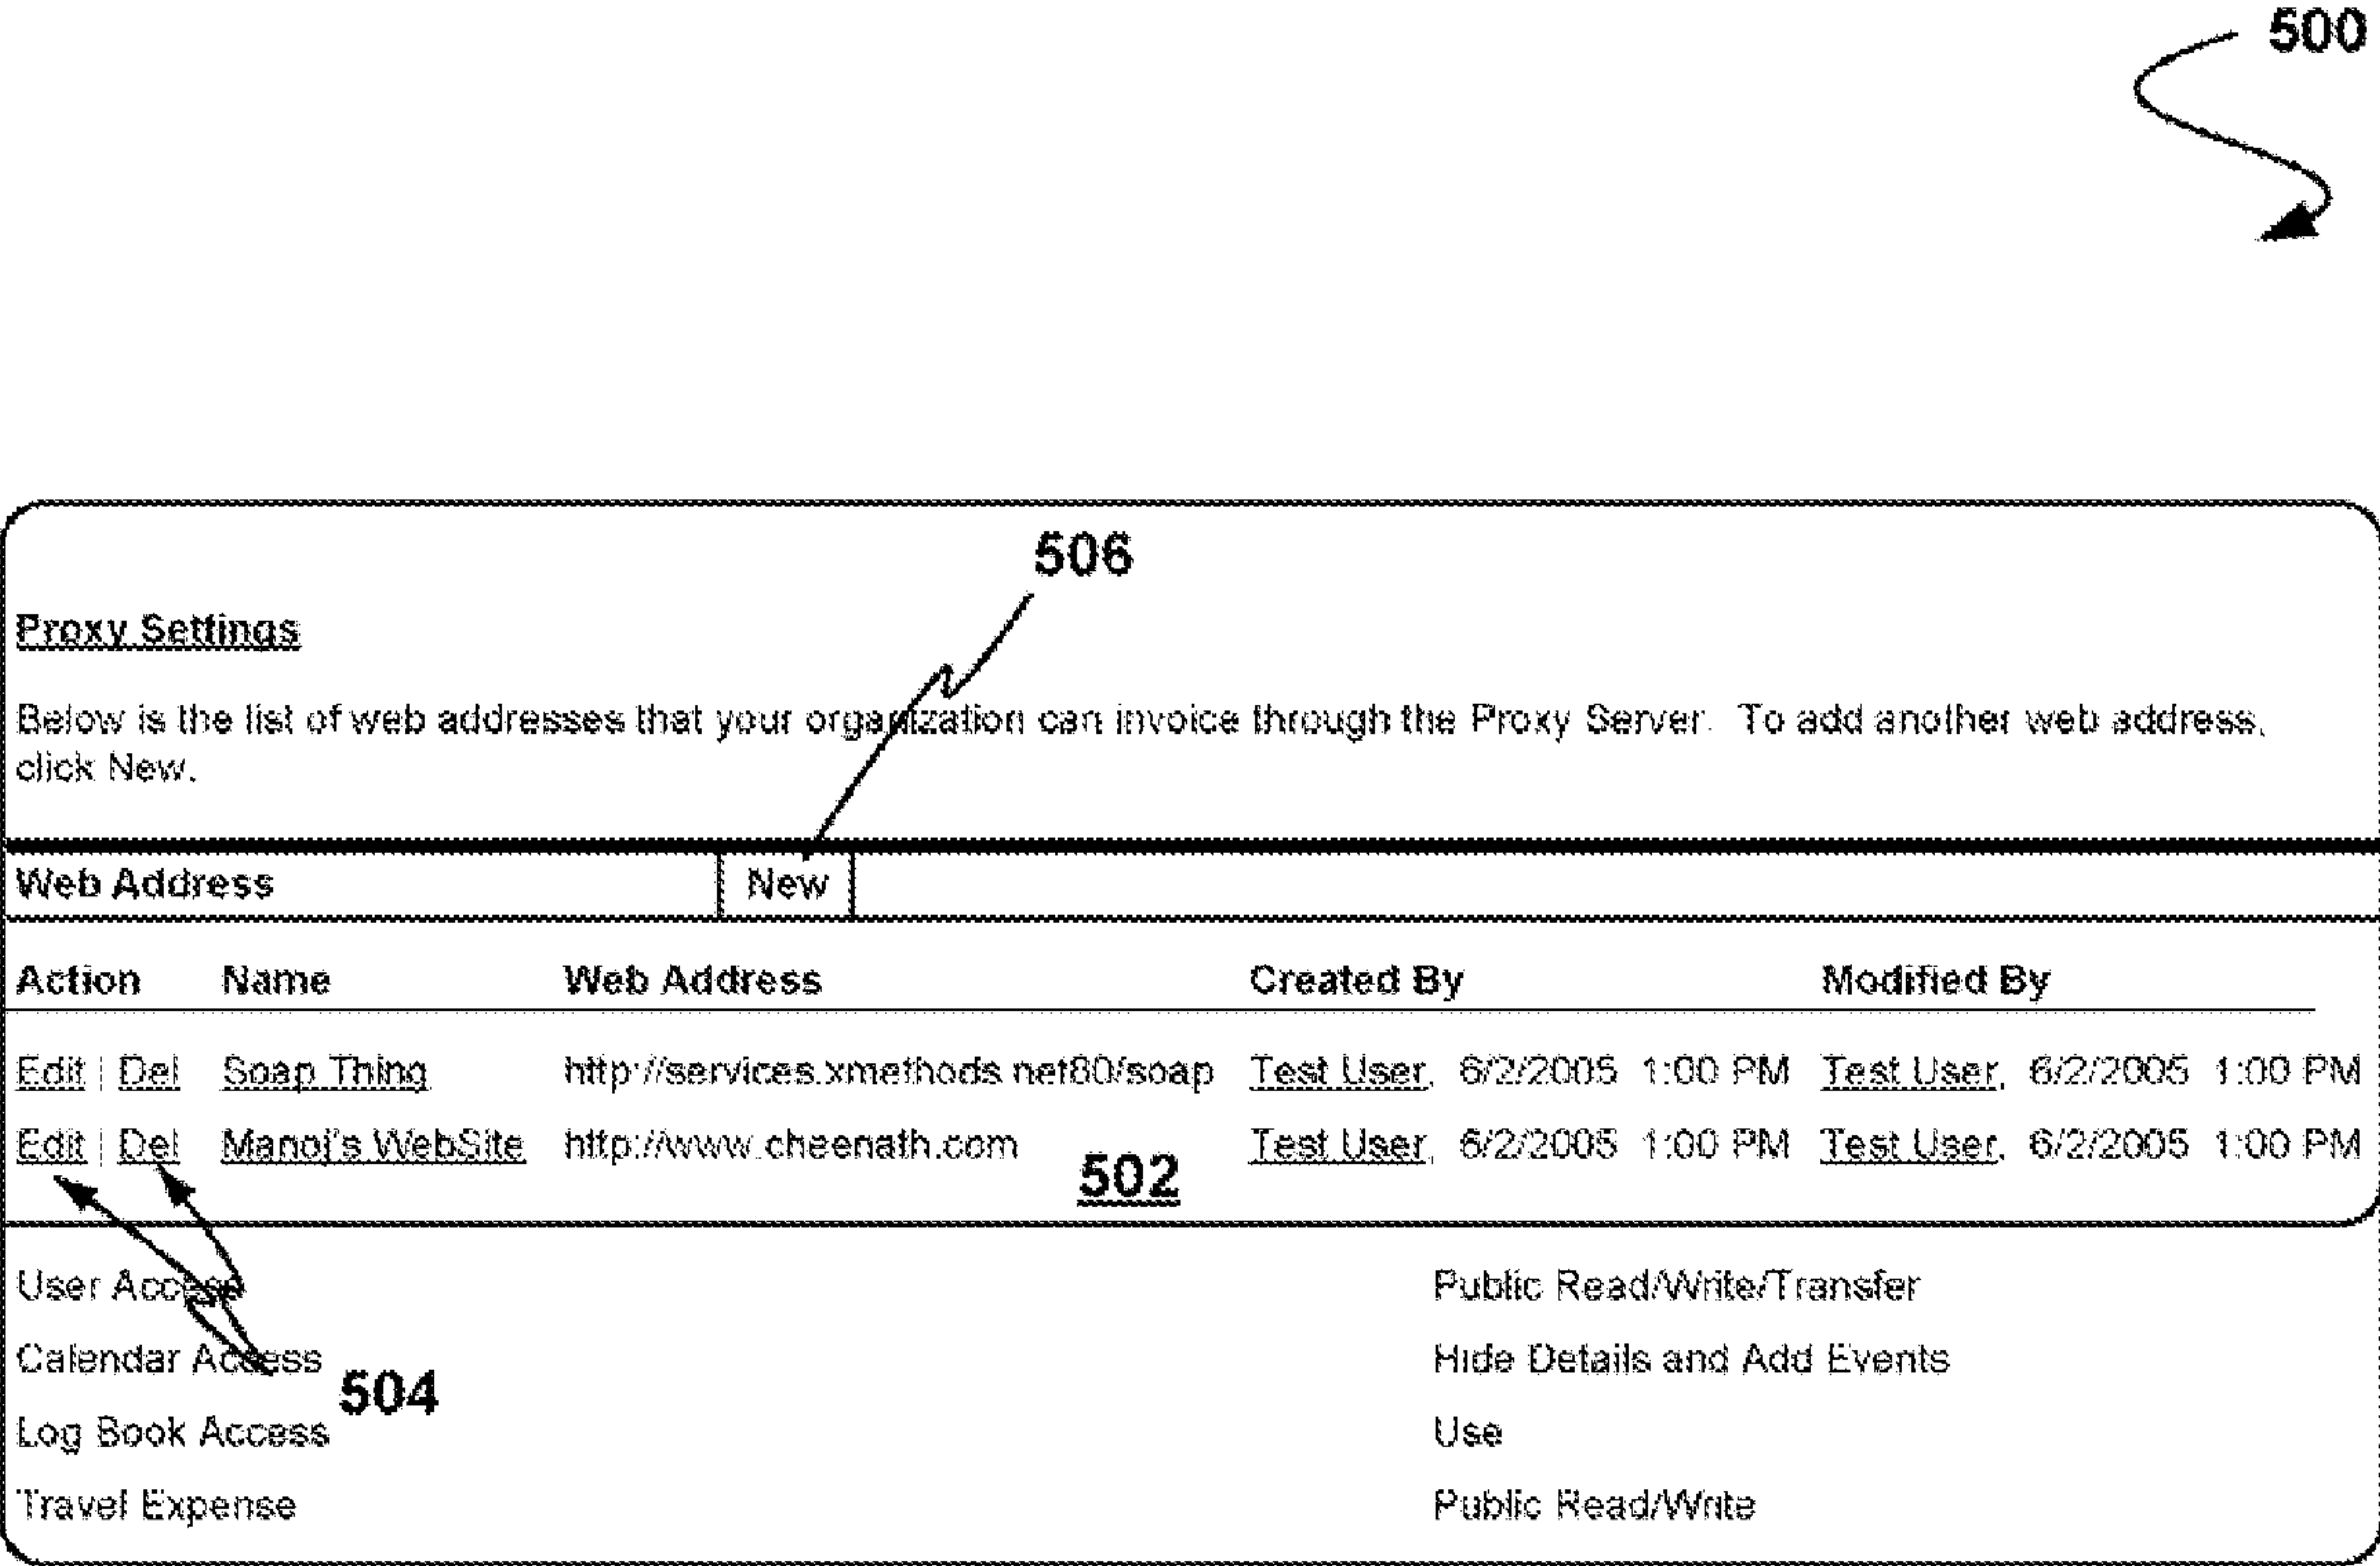 500
506
Proxy Settings
Below is the list of web addresses that your organization can invoice through the Proxy Server. To add another web address,
click New.
Web Address New
Action Name Web Address Created By Modified By
Edit | Del Soap Thing http://services.xmethods.net80/soap Test User, 6/2/2005 1:00 PM Test User, 6/2/2005 1:00 PM
Edit | Del Manoj's WebSite http://www.cheenath.com Test User, 6/2/2005 1:00 PM Test User, 6/2/2005 1:00 PM
502
User Access Public Read/Write/Transfer
Calendar Access Hide Details and Add Events
504
Log Book Access Use
Travel Expense Public Read/Write